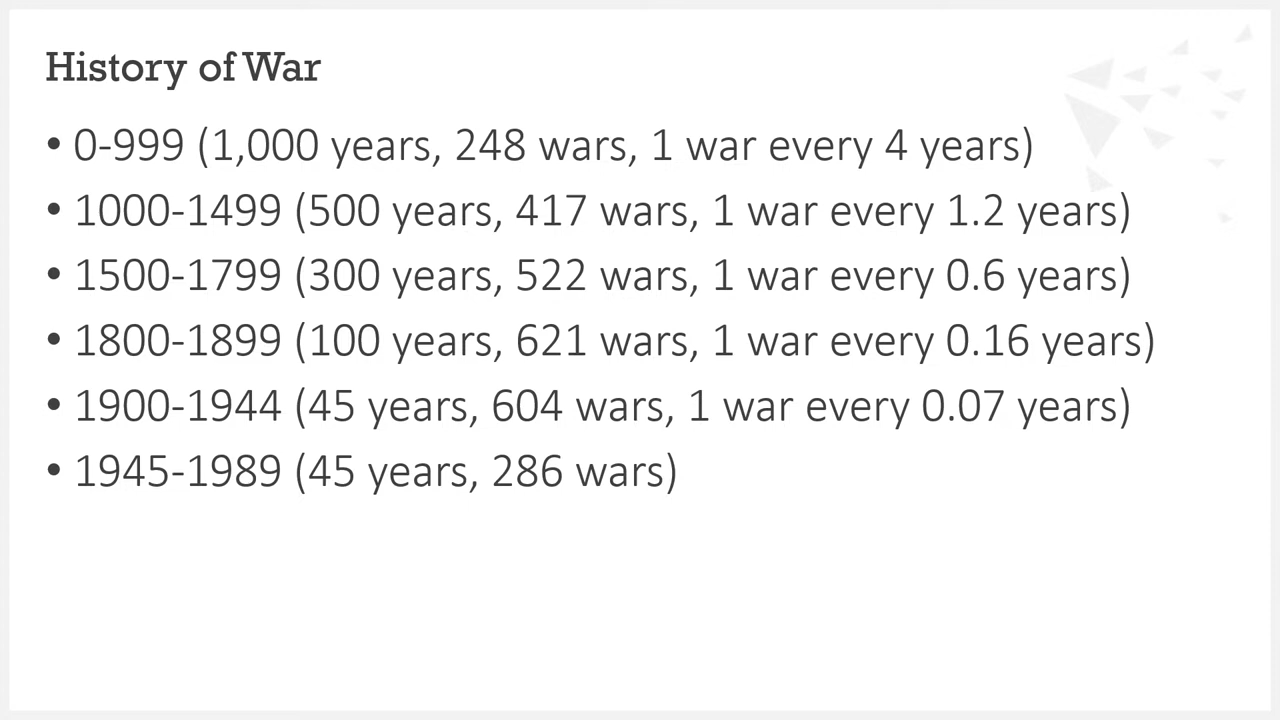 History of War
• 0-999 (1,000 years, 248 wars, 1 war every 4 years)
• 1000-1499 (500 years, 417 wars, 1 war every 1.2 years)
• 1500-1799 (300 years, 522 wars, 1 war every 0.6 years)
• 1800-1899 (100 years, 621 wars, 1 war every 0.16 years)
• 1900-1944 (45 years, 604 wars, 1 war every 0.07 years)
• 1945-1989 (45 years, 286 wars)